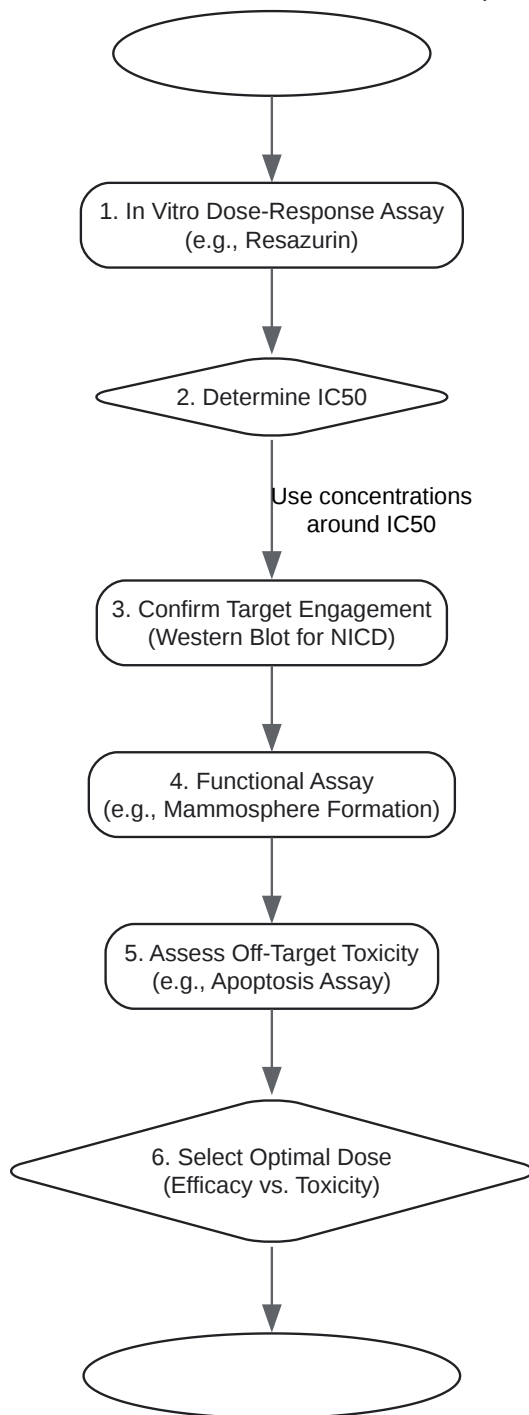 1. In Vitro Dose-Response Assay
(e.g., Resazurin)
2. Determine IC50
Use concentrations
around IC50
3. Confirm Target Engagement
(Western Blot for NICD)
4. Functional Assay
(e.g., Mammosphere Formation)
5. Assess Off-Target Toxicity
(e.g., Apoptosis Assay)
6. Select Optimal Dose
(Efficacy vs. Toxicity)